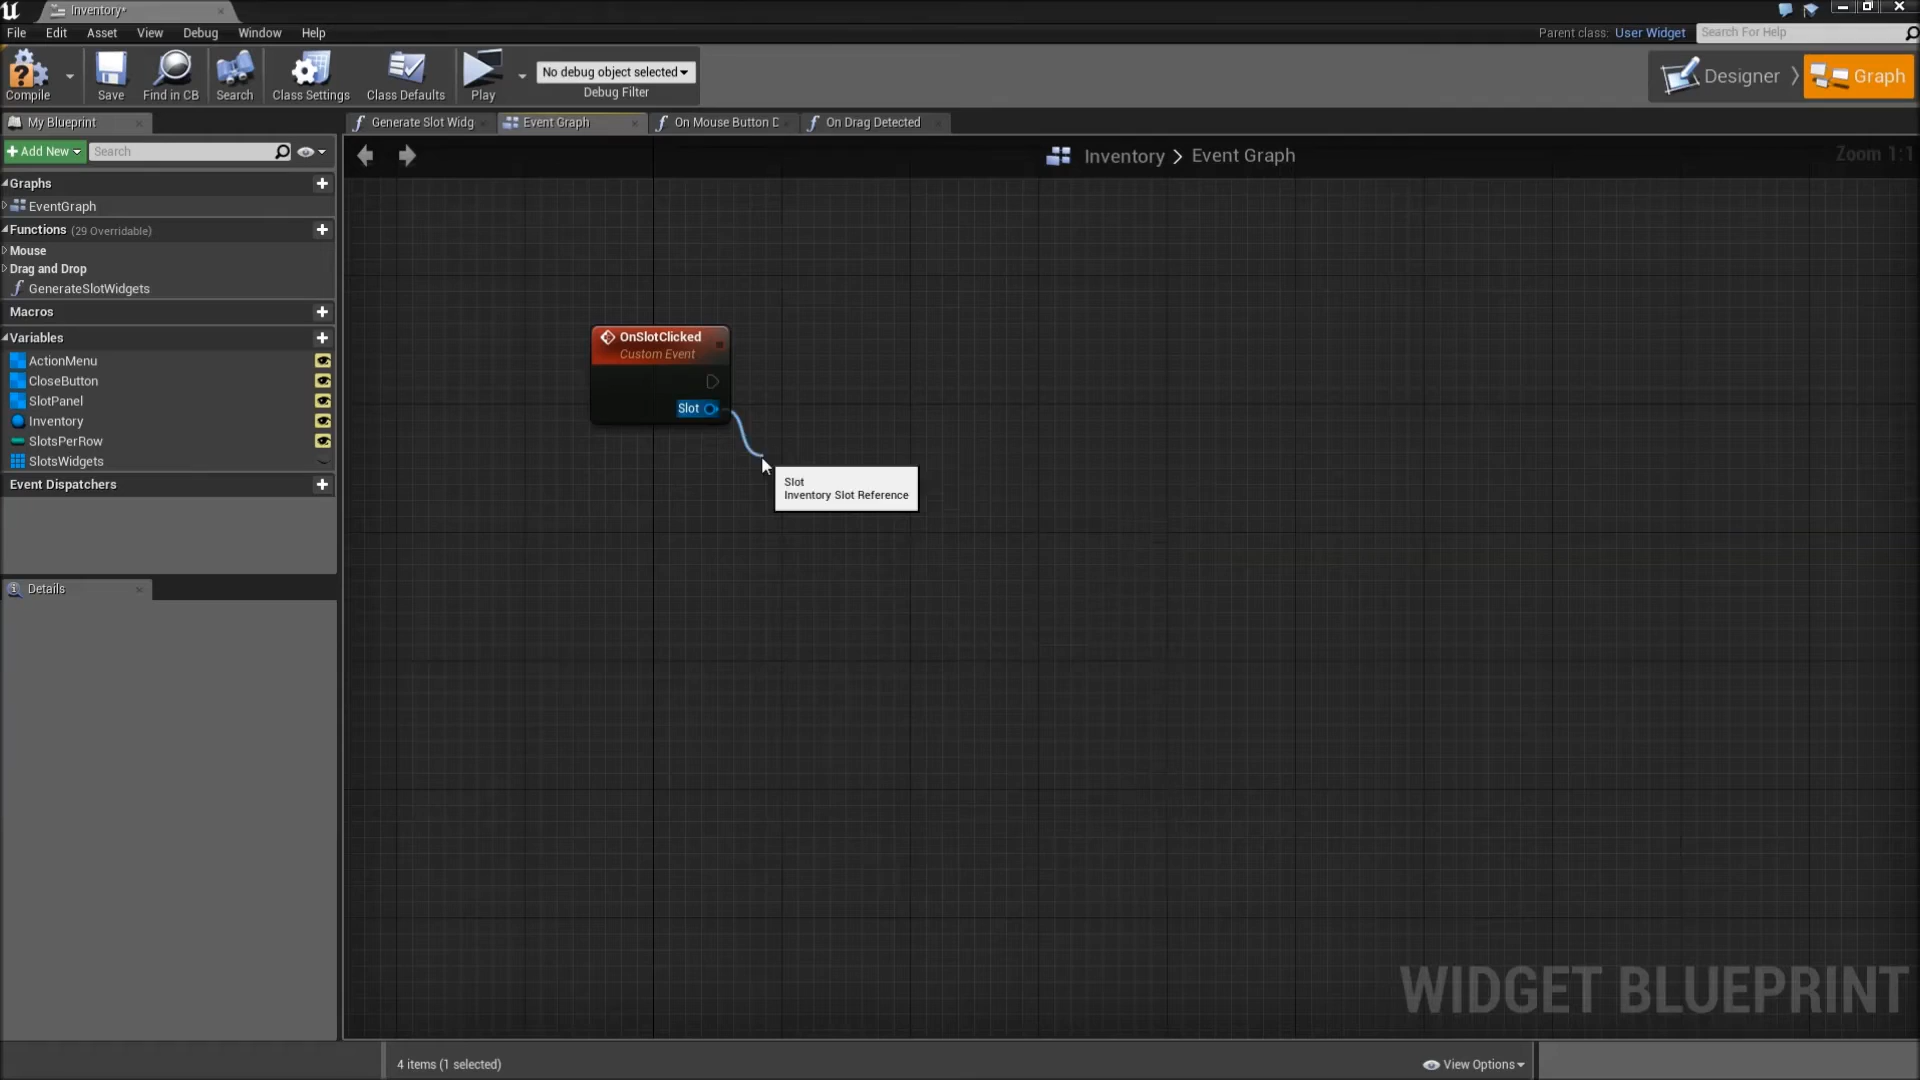 Inventory*
File Edit Asset View Debug Window Help
Parent class: User Widget Search For Help
Compile Save Find in CB Search Class Settings Class Defaults Play
No debug object selected
Debug Filter
Designer Graph
My Blueprint
Generate Slot Widg Event Graph On Mouse Button D On Drag Detected
Add New Search
Inventory > Event Graph
Zoom 1:1
Graphs
EventGraph
Functions (29 Overridable)
Mouse
Drag and Drop
GenerateSlotWidgets
Macros
Variables
ActionMenu
CloseButton
SlotPanel
Inventory
SlotsPerRow
SlotsWidgets
Event Dispatchers
Details
OnSlotClicked
Custom Event
Slot
Slot
Inventory Slot Reference
WIDGET BLUEPRINT
4 items (1 selected)
View Options